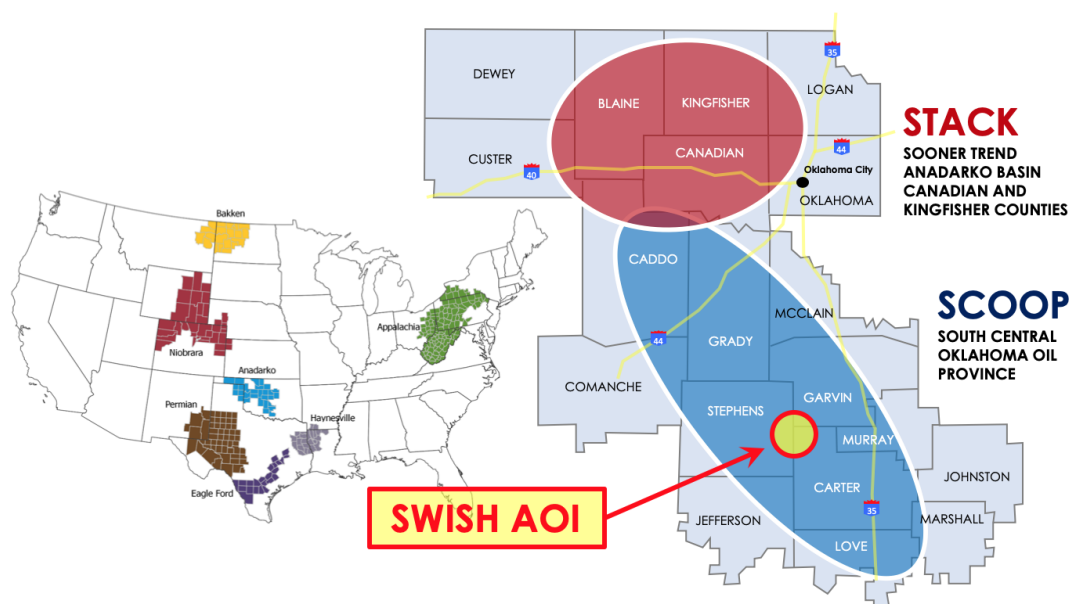 DEWEY
BLAINE
KINGFISHER
LOGAN
35
STACK
SOONER TREND
ANADARKO BASIN
CANADIAN AND
KINGFISHER COUNTIES
CUSTER
40
CANADIAN
44
Oklahoma City
OKLAHOMA
Bakken
Niobrara
Appalachia
Anadarko
Permian
Haynesville
Eagle Ford
CADDO
MCCLAIN
SCOOP
SOUTH CENTRAL
OKLAHOMA OIL
PROVINCE
44
GRADY
COMANCHE
STEPHENS
GARVIN
MURRAY
SWISH AOI
CARTER
JOHNSTON
35
JEFFERSON
MARSHALL
LOVE